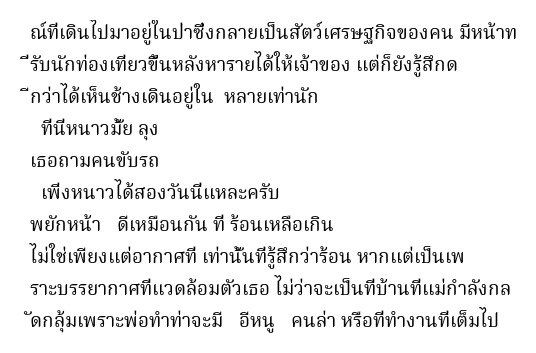 ณ์ที่เดินไปมาอยู่ในป่าซึ่งกลายเป็นสัตว์เศรษฐกิจของคน มีหน้าท
ี่รับนักท่องเที่ยวขึ้นหลังหารายได้ให้เจ้าของ แต่ก็ยังรู้สึกด
ีกว่าได้เห็นช้างเดินอยู่ใน หลายเท่านัก
ที่นี่หนาวมั้ย ลุง
เธอถามคนขับรถ
เพิ่งหนาวได้สองวันนี้แหละครับ
พยักหน้า ดีเหมือนกัน ที่ ร้อนเหลือเกิน
ไม่ใช่เพียงแต่อากาศที่ เท่านั้นที่รู้สึกว่าร้อน หากแต่เป็นเพ
ราะบรรยากาศที่แวดล้อมตัวเธอ ไม่ว่าจะเป็นที่บ้านที่แม่กำลังกล
ัดกลุ้มเพราะพ่อทำท่าจะมี อีหนู คนล่า หรือที่ทำงานที่เต็มไป